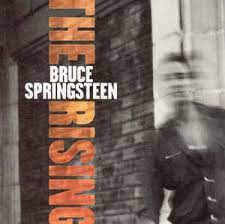 THE RISING
BRUCE
SPRINGSTEEN